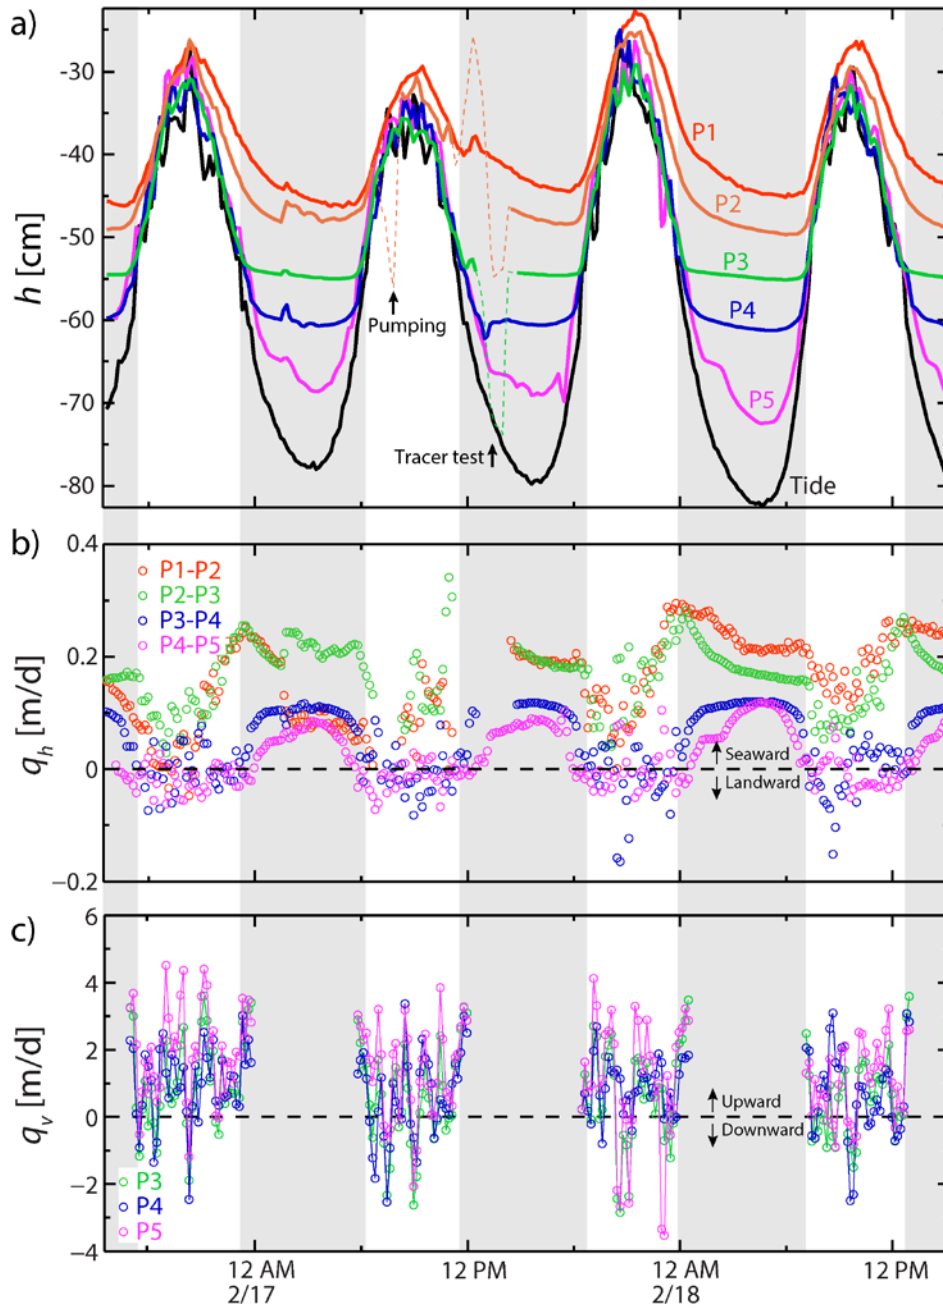 a)
h [cm]
-30
-40
-50
-60
-70
-80
P1
P2
P3
P4
P5
Pumping
Tracer test
Tide
b)
qh [m/d]
0.4
0.2
0
−0.2
P1-P2
P2-P3
P3-P4
P4-P5
Seaward
Landward
c)
qv [m/d]
6
4
2
0
−2
−4
Upward
Downward
P3
P4
P5
12 AM
2/17
12 PM
12 AM
2/18
12 PM